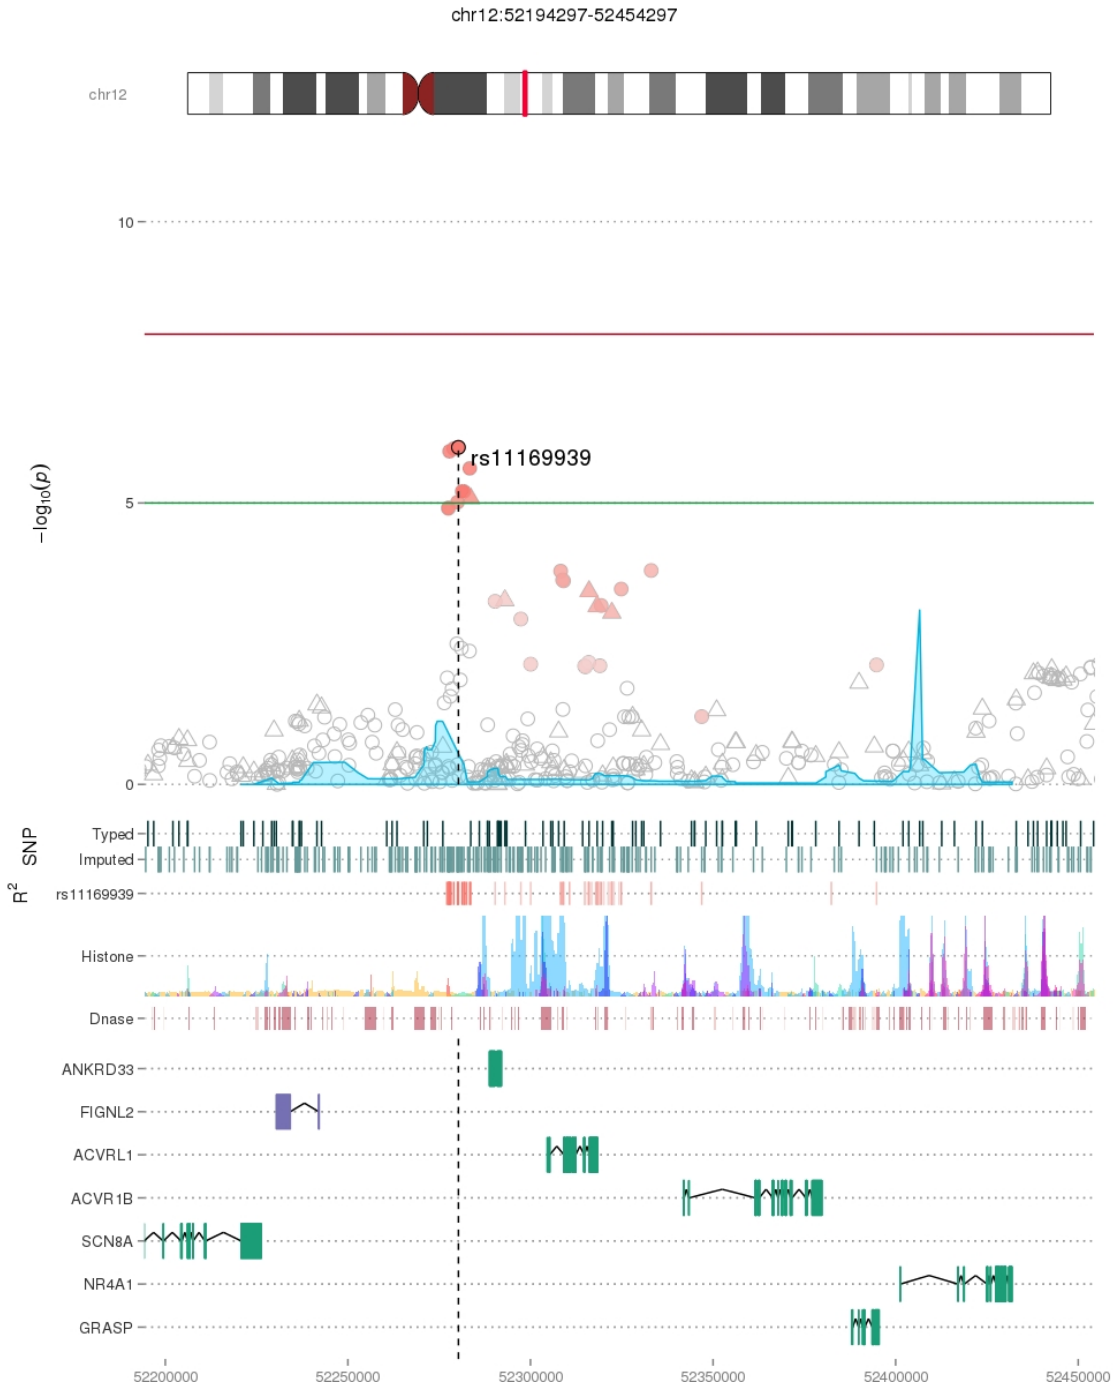 chr12:52194297-52454297
chr12
10
5
0
−log10(p)
rs11169939
SNP
Typed
Imputed
R2
rs11169939
Histone
Dnase
ANKRD33
FIGNL2
ACVRL1
ACVR1B
SCN8A
NR4A1
GRASP
52200000 52250000 52300000 52350000 52400000 52450000